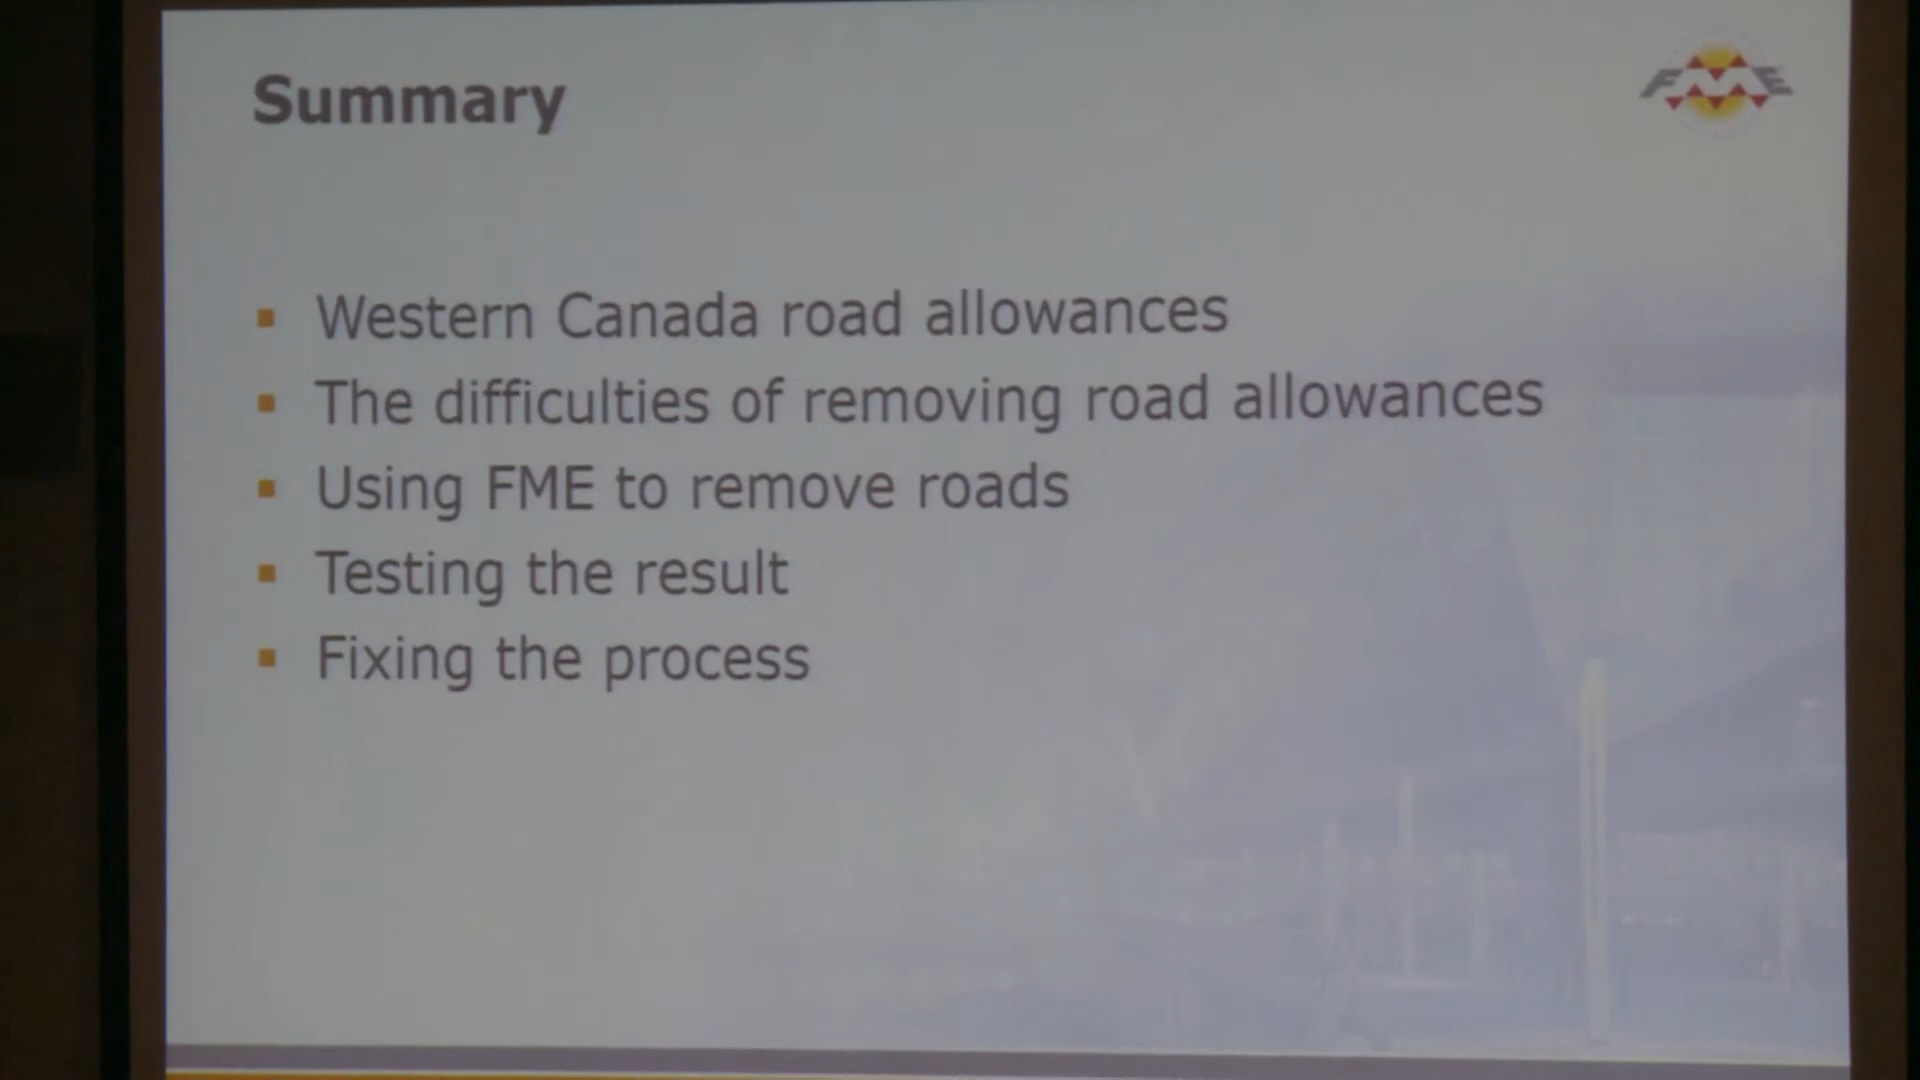 Summary
FME
Western Canada road allowances
The difficulties of removing road allowances
Using FME to remove roads
Testing the result
Fixing the process